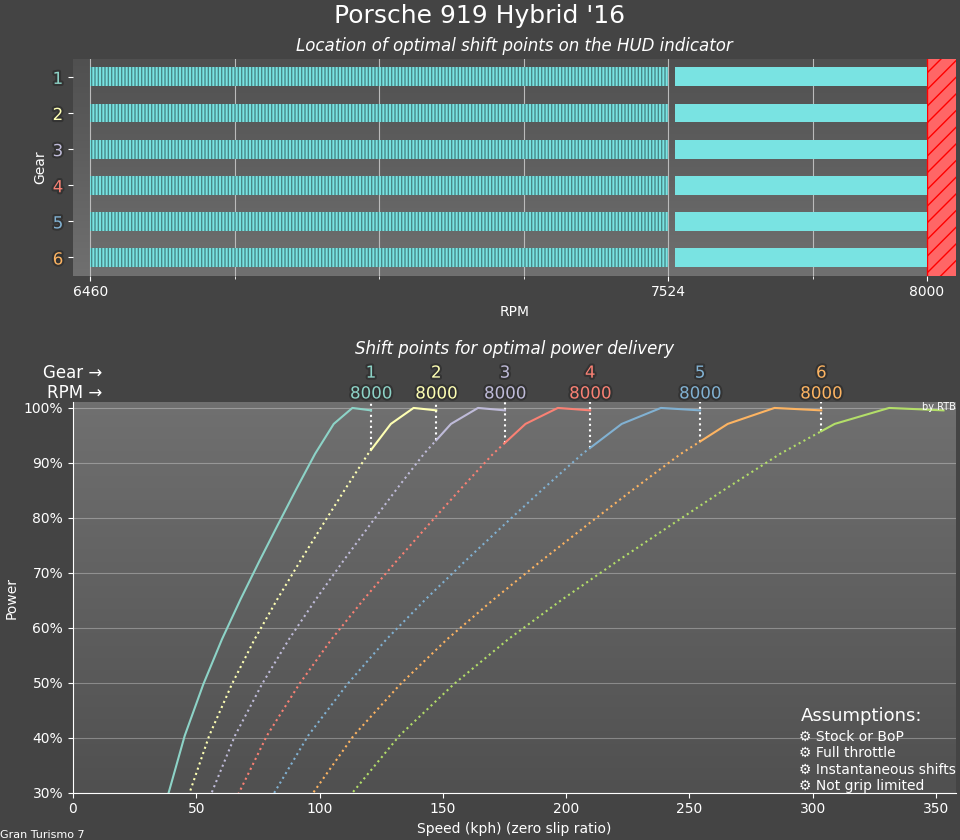 Porsche 919 Hybrid '16
Location of optimal shift points on the HUD indicator
Gear
1
2
3
4
5
6
6460 7524 8000
RPM
Shift points for optimal power delivery
Gear → 1 2 3 4 5 6
RPM → 8000 8000 8000 8000 8000 8000
by RTB
Power
100%
90%
80%
70%
60%
50%
40%
30%
Assumptions:
⚙ Stock or BoP
⚙ Full throttle
⚙ Instantaneous shifts
⚙ Not grip limited
0 50 100 150 200 250 300 350
Speed (kph) (zero slip ratio)
Gran Turismo 7